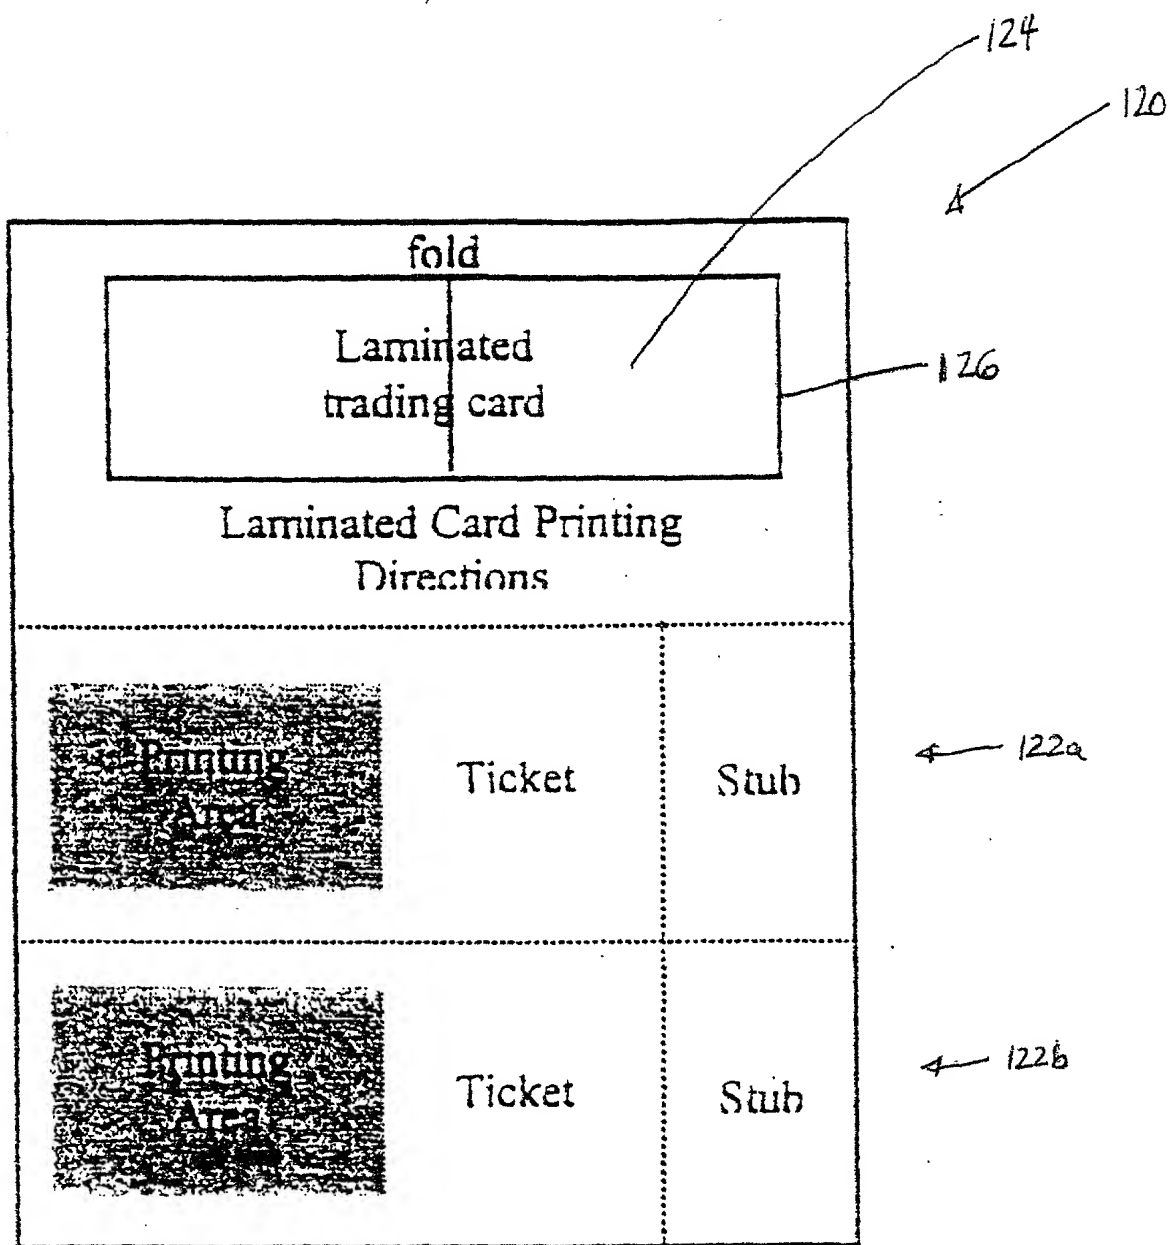 124
120
fold
Laminated
trading card
126
Laminated Card Printing
Directions
Printing
Area
Ticket
Stub
122a
Printing
Area
Ticket
Stub
122b